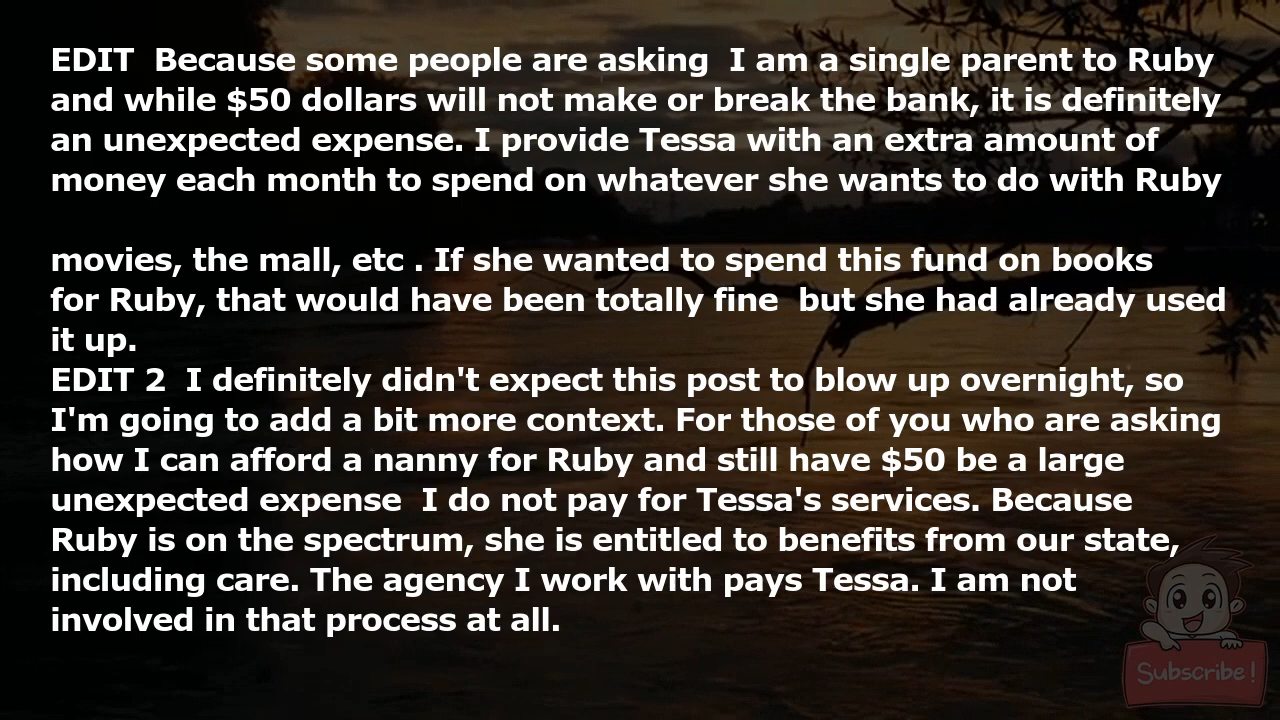 EDIT  Because some people are asking  I am a single parent to Ruby
and while $50 dollars will not make or break the bank, it is definitely
an unexpected expense. I provide Tessa with an extra amount of
money each month to spend on whatever she wants to do with Ruby
movies, the mall, etc . If she wanted to spend this fund on books
for Ruby, that would have been totally fine  but she had already used
it up.
EDIT 2  I definitely didn't expect this post to blow up overnight, so
I'm going to add a bit more context. For those of you who are asking
how I can afford a nanny for Ruby and still have $50 be a large
unexpected expense  I do not pay for Tessa's services. Because
Ruby is on the spectrum, she is entitled to benefits from our state,
including care. The agency I work with pays Tessa. I am not
involved in that process at all.
Subscribe!